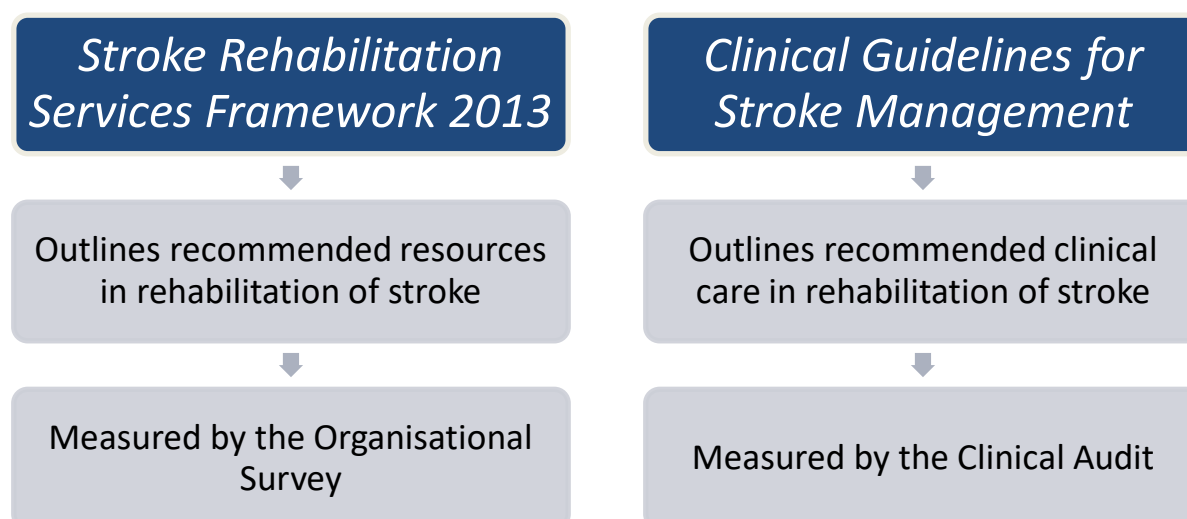 Stroke Rehabilitation
Services Framework 2013
Outlines recommended resources
in rehabilitation of stroke
Measured by the Organisational
Survey
Clinical Guidelines for
Stroke Management
Outlines recommended clinical
care in rehabilitation of stroke
Measured by the Clinical Audit